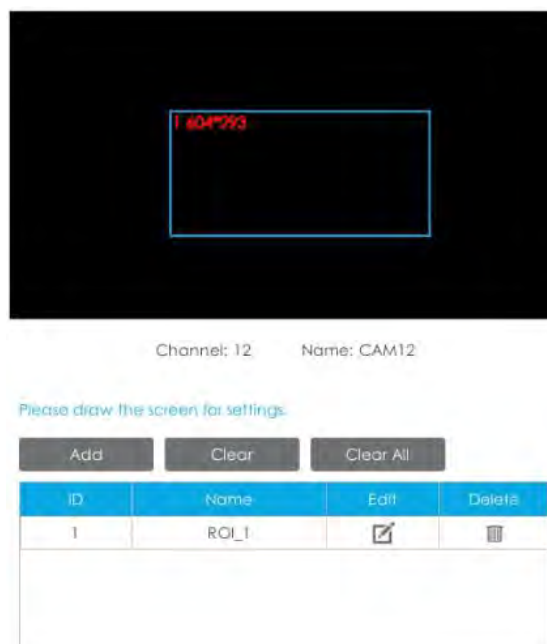 1 604*293
Channel: 12 Name: CAM12
Please draw the screen for settings.
Add Clear Clear All
ID Name Edit Delete
1 ROI_1